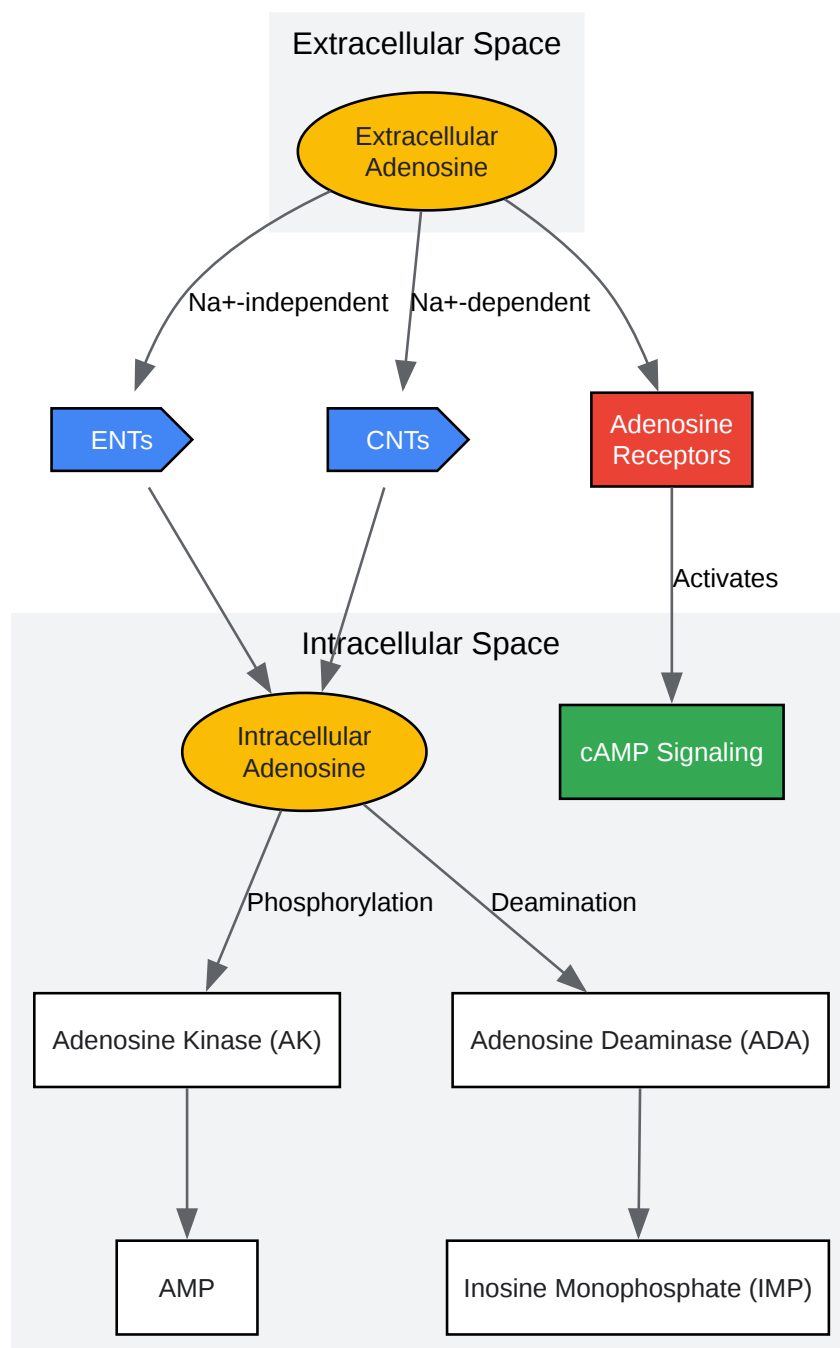 Extracellular Space
Extracellular
Adenosine
Na+-independent
Na+-dependent
ENTs
CNTs
Adenosine
Receptors
Activates
Intracellular Space
Intracellular
Adenosine
cAMP Signaling
Phosphorylation
Deamination
Adenosine Kinase (AK)
Adenosine Deaminase (ADA)
AMP
Inosine Monophosphate (IMP)